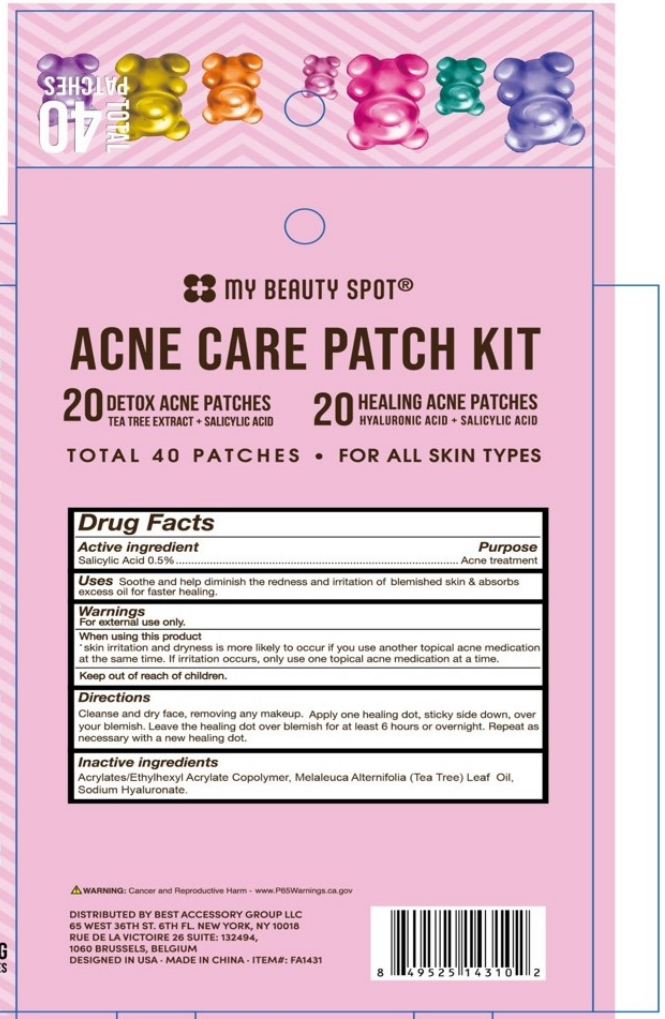 TOTAL
40
PATCHES
MY BEAUTY SPOT®
ACNE CARE PATCH KIT
20 DETOX ACNE PATCHES
TEA TREE EXTRACT + SALICYLIC ACID
20 HEALING ACNE PATCHES
HYALURONIC ACID + SALICYLIC ACID
TOTAL 40 PATCHES • FOR ALL SKIN TYPES
Drug Facts
Active ingredient Purpose
Salicylic Acid 0.5%........................................ Acne treatment
Uses Soothe and help diminish the redness and irritation of blemished skin & absorbs
excess oil for faster healing.
Warnings
For external use only.
When using this product
*skin irritation and dryness is more likely to occur if you use another topical acne medication
at the same time. If irritation occurs, only use one topical acne medication at a time.
Keep out of reach of children.
Directions
Cleanse and dry face, removing any makeup. Apply one healing dot, sticky side down, over
your blemish. Leave the healing dot over blemish for at least 6 hours or overnight. Repeat as
necessary with a new healing dot.
Inactive ingredients
Acrylates/Ethylhexyl Acrylate Copolymer, Melaleuca Alternifolia (Tea Tree) Leaf Oil,
Sodium Hyaluronate.
WARNING: Cancer and Reproductive Harm - www.P65Warnings.ca.gov
DISTRIBUTED BY BEST ACCESSORY GROUP LLC
65 WEST 36TH ST. 6TH FL. NEW YORK, NY 10018
RUE DE LA VICTOIRE 26 SUITE: 132494,
1060 BRUSSELS, BELGIUM
DESIGNED IN USA · MADE IN CHINA · ITEM#: FA1431
8 49525 14310 2